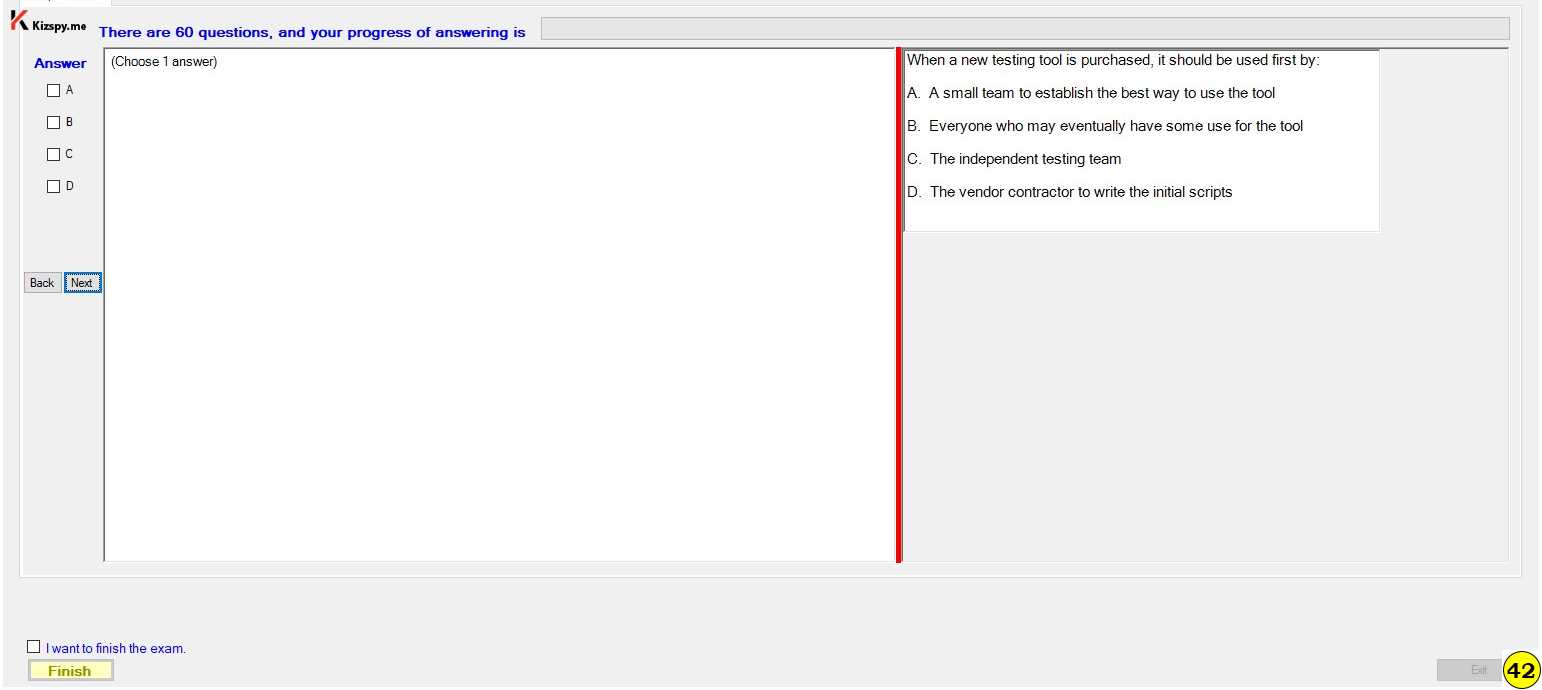 Kizspy.me
There are 60 questions, and your progress of answering is
Answer
(Choose 1 answer)
A
B
C
D
Back
Next
When a new testing tool is purchased, it should be used first by:
A. A small team to establish the best way to use the tool
B. Everyone who may eventually have some use for the tool
C. The independent testing team
D. The vendor contractor to write the initial scripts
I want to finish the exam.
Finish
Exit
42